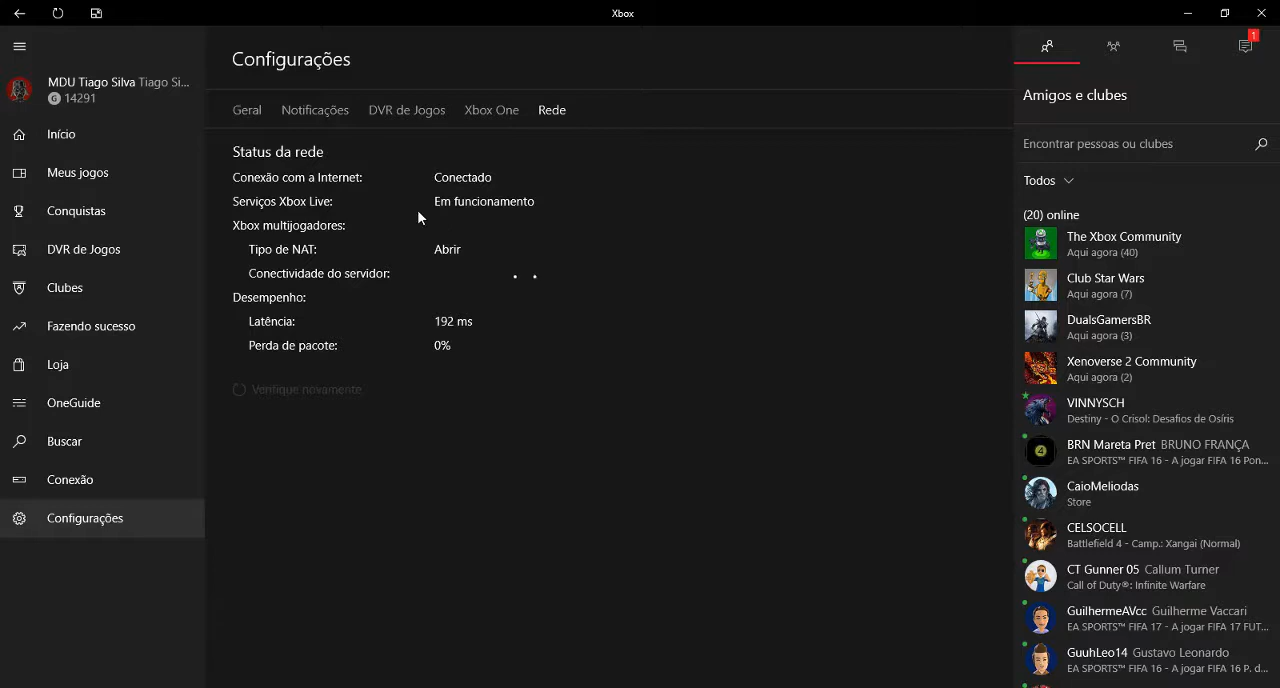 Xbox
MDU Tiago Silva Tiago Si...
G 14291
Início
Meus jogos
Conquistas
DVR de Jogos
Clubes
Fazendo sucesso
Loja
OneGuide
Buscar
Conexão
Configurações
Configurações
Geral Notificações DVR de Jogos Xbox One Rede
Status da rede
Conexão com a Internet: Conectado
Serviços Xbox Live: Em funcionamento
Xbox multijogadores:
Tipo de NAT: Abrir
Conectividade do servidor:
Desempenho:
Latência: 192 ms
Perda de pacote: 0%
Verifique novamente
1
Amigos e clubes
Encontrar pessoas ou clubes
Todos
(20) online
The Xbox Community
Aqui agora (40)
Club Star Wars
Aqui agora (7)
DualsGamersBR
Aqui agora (3)
Xenoverse 2 Community
Aqui agora (2)
VINNYSCH
Destiny - O Crisol: Desafios de Osíris
BRN Mareta Pret BRUNO FRANÇA
EA SPORTS™ FIFA 16 - A jogar FIFA 16 Pon...
CaioMeliodas
Store
CELSOCELL
Battlefield 4 - Camp.: Xangai (Normal)
CT Gunner 05 Callum Turner
Call of Duty®: Infinite Warfare
GuilhermeAVcc Guilherme Vaccari
EA SPORTS™ FIFA 17 - A jogar FIFA 17 FUT...
GuuhLeo14 Gustavo Leonardo
EA SPORTS™ FIFA 16 - A jogar FIFA 16 P. d...